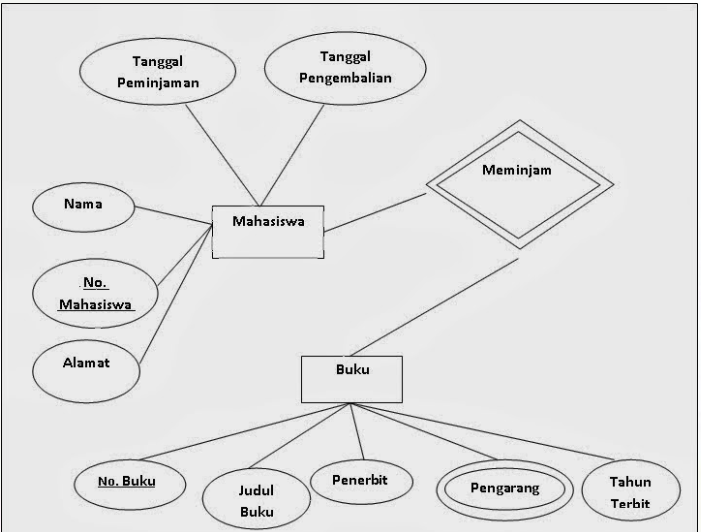 Tanggal
Peminjaman
Tanggal
Pengembalian
Meminjam
Nama
Mahasiswa
No.
Mahasiswa
Alamat
Buku
No. Buku
Judul
Buku
Penerbit
Pengarang
Tahun
Terbit